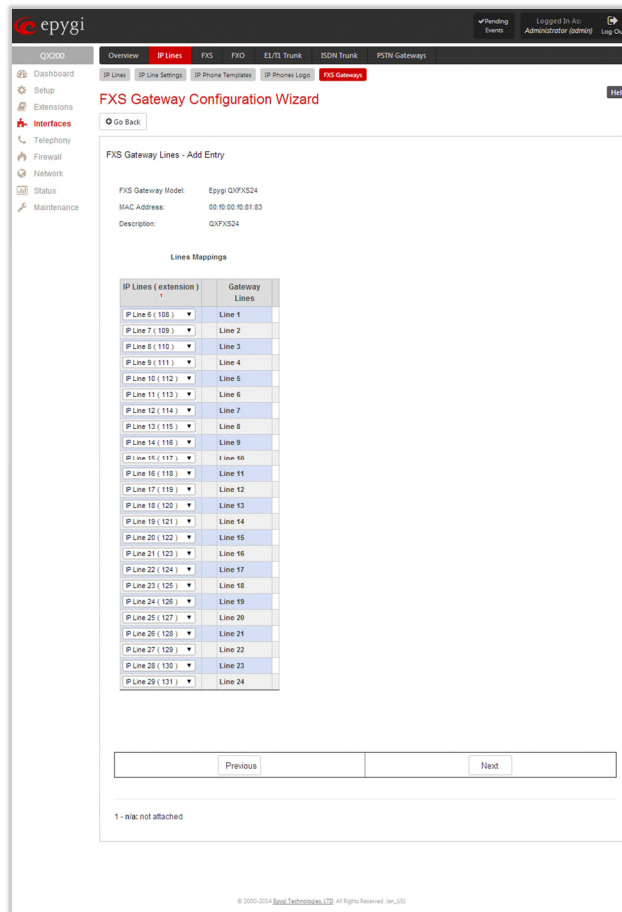 epygi
✔Pending Events
Logged In As:
Administrator (admin)
Log Ou
QX200
Overview IP Lines FXS FXO E1/T1 Trunk ISDN Trunk PSTN Gateways
Dashboard
Setup
Extensions
Interfaces
Telephony
Firewall
Network
Status
Maintenance
IP Lines IP Line Settings IP Phone Templates IP Phones Logo FXS Gateways
FXS Gateway Configuration Wizard
Hel
Go Back
FXS Gateway Lines - Add Entry
FXS Gateway Model: Epygi QXFXS24
MAC Address: 00:f0:00:f0:81:83
Description: QXFXS24
Lines Mappings
IP Lines ( extension ) 1 Gateway Lines
IP Line 6 ( 108 ) Line 1
IP Line 7 ( 109 ) Line 2
IP Line 8 ( 110 ) Line 3
IP Line 9 ( 111 ) Line 4
IP Line 10 ( 112 ) Line 5
IP Line 11 ( 113 ) Line 6
IP Line 12 ( 114 ) Line 7
IP Line 13 ( 115 ) Line 8
IP Line 14 ( 116 ) Line 9
IP Line 15 ( 117 ) Line 10
IP Line 16 ( 118 ) Line 11
IP Line 17 ( 119 ) Line 12
IP Line 18 ( 120 ) Line 13
IP Line 19 ( 121 ) Line 14
IP Line 20 ( 122 ) Line 15
IP Line 21 ( 123 ) Line 16
IP Line 22 ( 124 ) Line 17
IP Line 23 ( 125 ) Line 18
IP Line 24 ( 126 ) Line 19
IP Line 25 ( 127 ) Line 20
IP Line 26 ( 128 ) Line 21
IP Line 27 ( 129 ) Line 22
IP Line 28 ( 130 ) Line 23
IP Line 29 ( 131 ) Line 24
Previous Next
1 - n/a: not attached
© 2000-2014 Epygi Technologies, LTD. All Rights Reserved. (en_US)